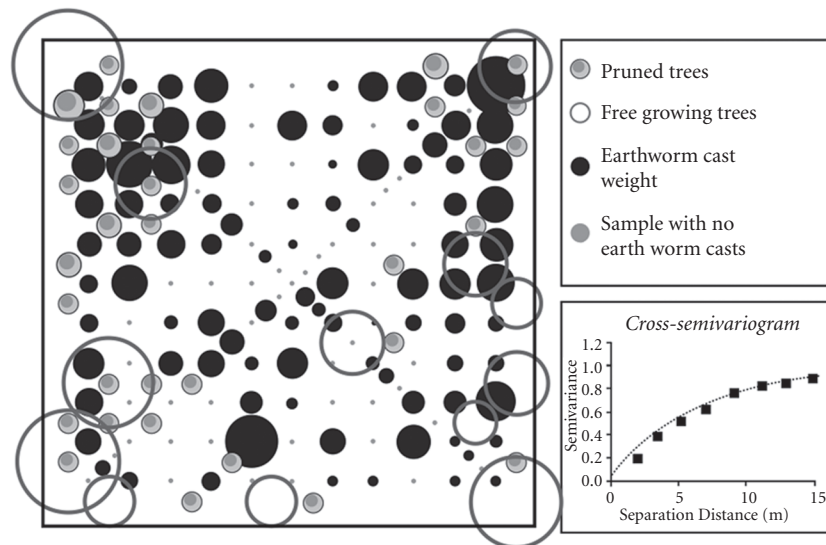 Pruned trees
Free growing trees
Earthworm cast
weight
Sample with no
earth worm casts
Cross-semivariogram
Semivariance
1.2
1.0
0.8
0.6
0.4
0.2
0.0
0 5 10 15
Separation Distance (m)